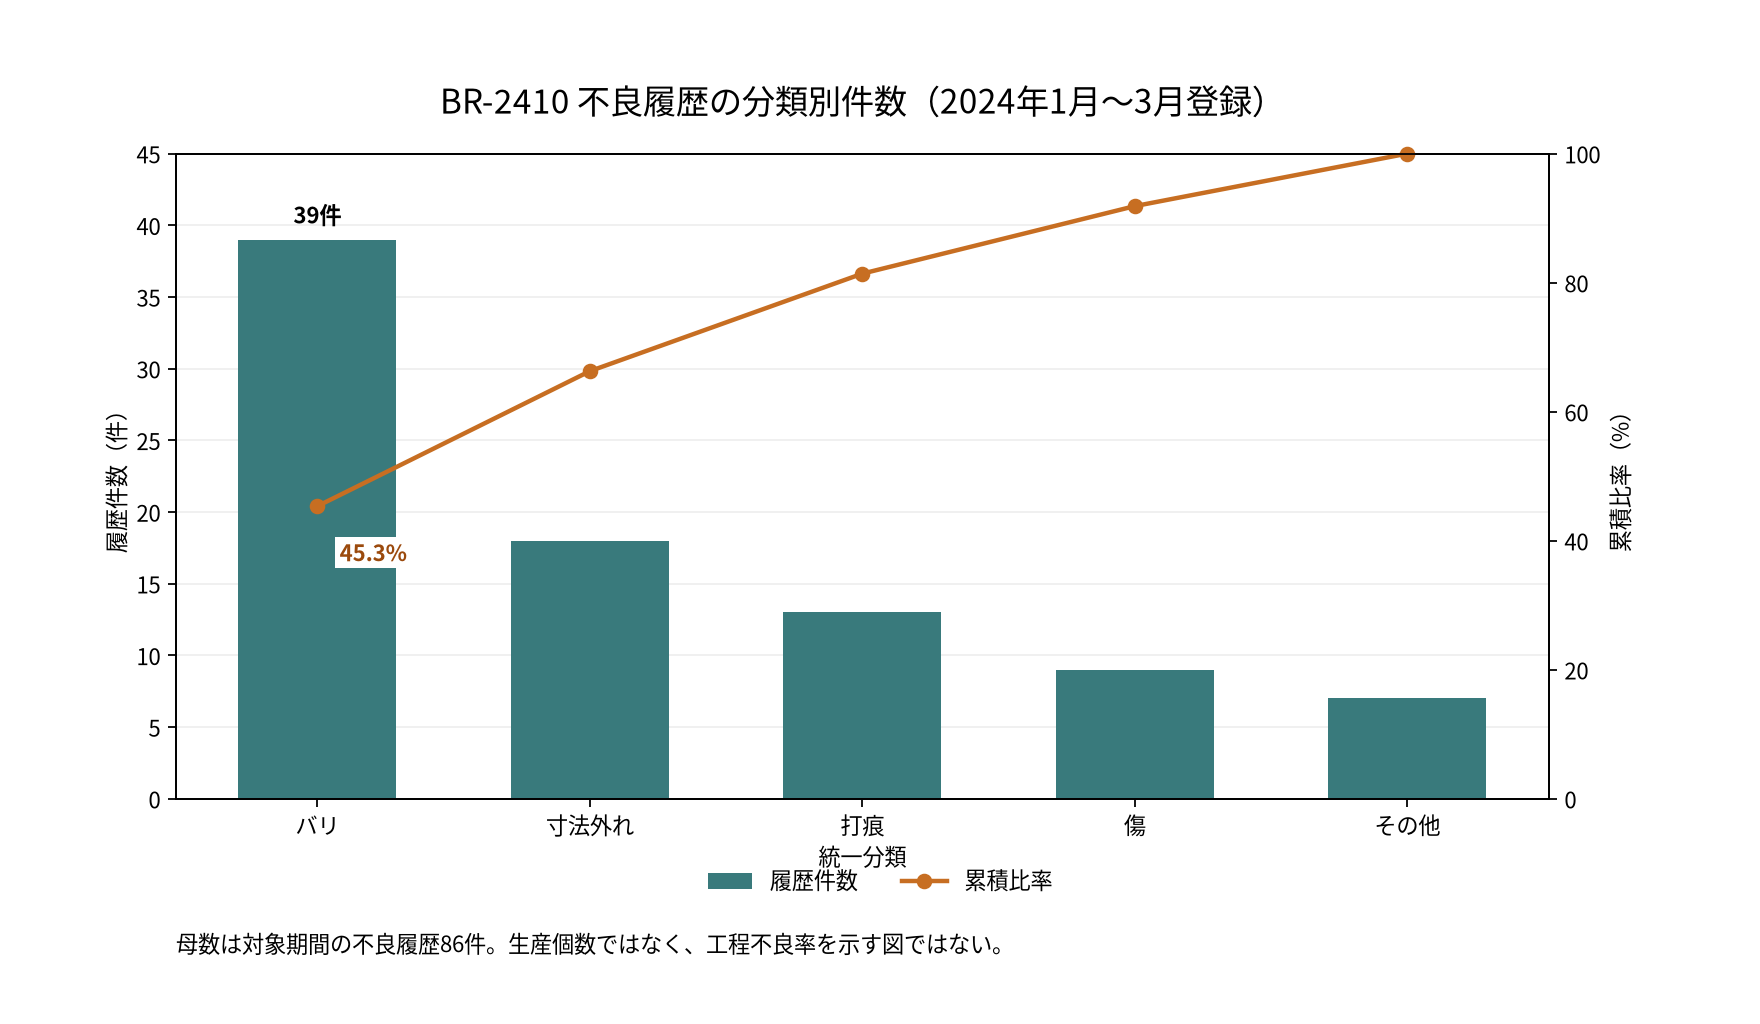 BR-2410 不良履歴の分類別件数（2024年1月～3月登録）
履歴件数（件）
45
40
35
30
25
20
15
10
5
0
39件
45.3%
100
80
60
40
20
0
累積比率（%）
バリ 寸法外れ 打痕 傷 その他
統一分類
履歴件数 累積比率
母数は対象期間の不良履歴86件。生産個数ではなく、工程不良率を示す図ではない。